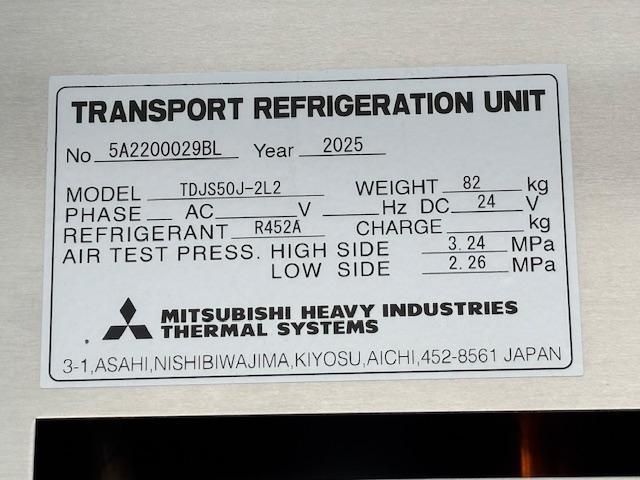 TRANSPORT REFRIGERATION UNIT
No 5A2200029BL Year 2025
MODEL TDJS50J-2L2 WEIGHT 82 kg
PHASE AC V Hz DC 24 V
REFRIGERANT R452A CHARGE kg
AIR TEST PRESS. HIGH SIDE 3.24 MPa
LOW SIDE 2.26 MPa
MITSUBISHI HEAVY INDUSTRIES
THERMAL SYSTEMS
3-1,ASAHI,NISHIBIWAJIMA,KIYOSU,AICHI,452-8561 JAPAN